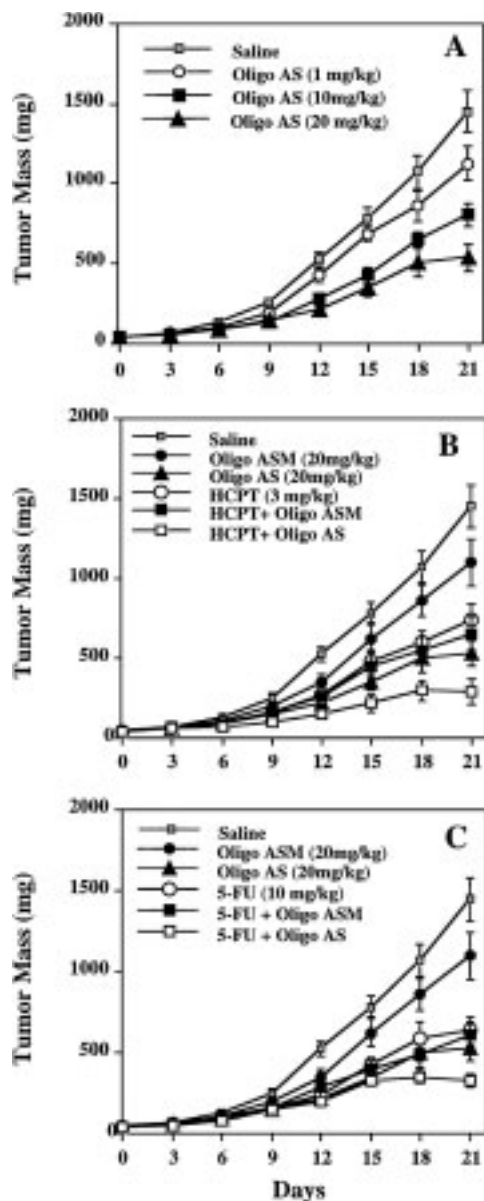 2000
A
Saline
Oligo AS (1 mg/kg)
Oligo AS (10mg/kg)
Oligo AS (20 mg/kg)
1500
1000
500
0
Tumor Mass (mg)
0 3 6 9 12 15 18 21
2000
B
Saline
Oligo ASM (20mg/kg)
Oligo AS (20mg/kg)
HCPT (3 mg/kg)
HCPT+ Oligo ASM
HCPT+ Oligo AS
1500
1000
500
0
Tumor Mass (mg)
0 3 6 9 12 15 18 21
2000
C
Saline
Oligo ASM (20mg/kg)
Oligo AS (20mg/kg)
5-FU (10 mg/kg)
5-FU + Oligo ASM
5-FU + Oligo AS
1500
1000
500
0
Tumor Mass (mg)
0 3 6 9 12 15 18 21
Days